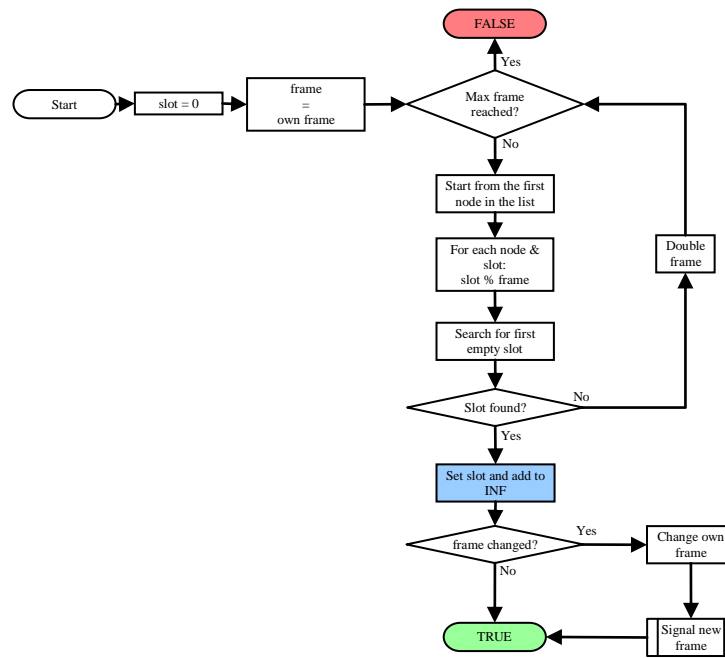 FALSE
Yes
Start
slot = 0
frame
=
own frame
Max frame
reached?
No
Start from the first
node in the list
For each node &
slot:
slot % frame
Double
frame
Search for first
empty slot
Slot found?
No
Yes
Set slot and add to
INF
frame changed?
Yes
Change own
frame
No
TRUE
Signal new
frame